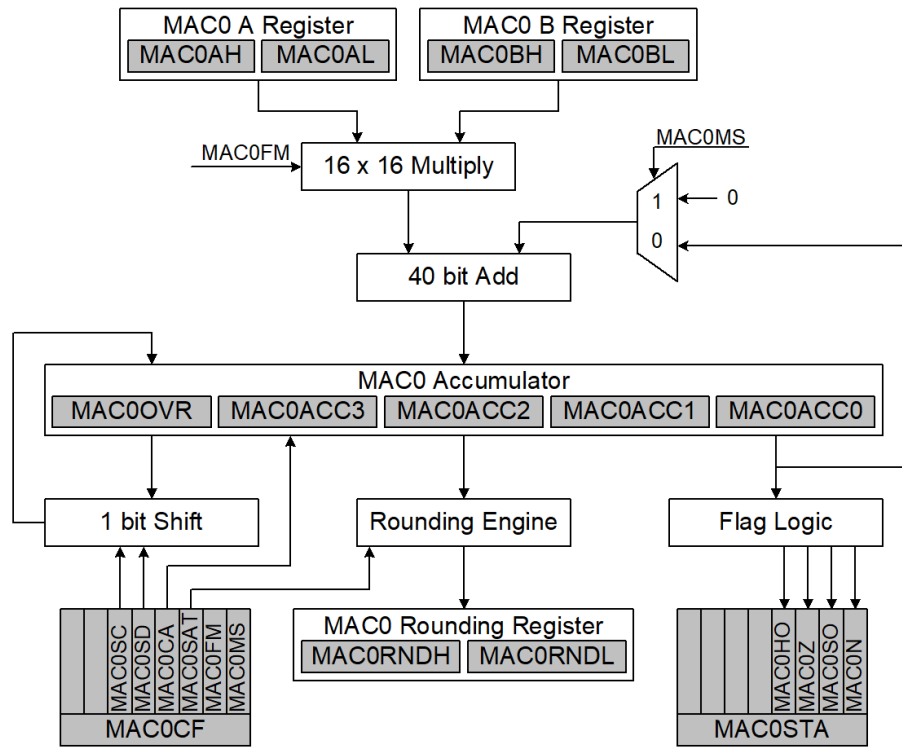 MAC0 A Register
MAC0AH MAC0AL
MAC0 B Register
MAC0BH MAC0BL
MAC0FM
16 x 16 Multiply
MAC0MS
1
0
0
40 bit Add
MAC0 Accumulator
MAC0OVR MAC0ACC3 MAC0ACC2 MAC0ACC1 MAC0ACC0
1 bit Shift
Rounding Engine
Flag Logic
MAC0SC
MAC0SD
MAC0CA
MAC0SAT
MAC0FM
MAC0MS
MAC0CF
MAC0 Rounding Register
MAC0RNDH MAC0RNDL
MAC0HO
MAC0Z
MAC0SO
MAC0N
MAC0STA